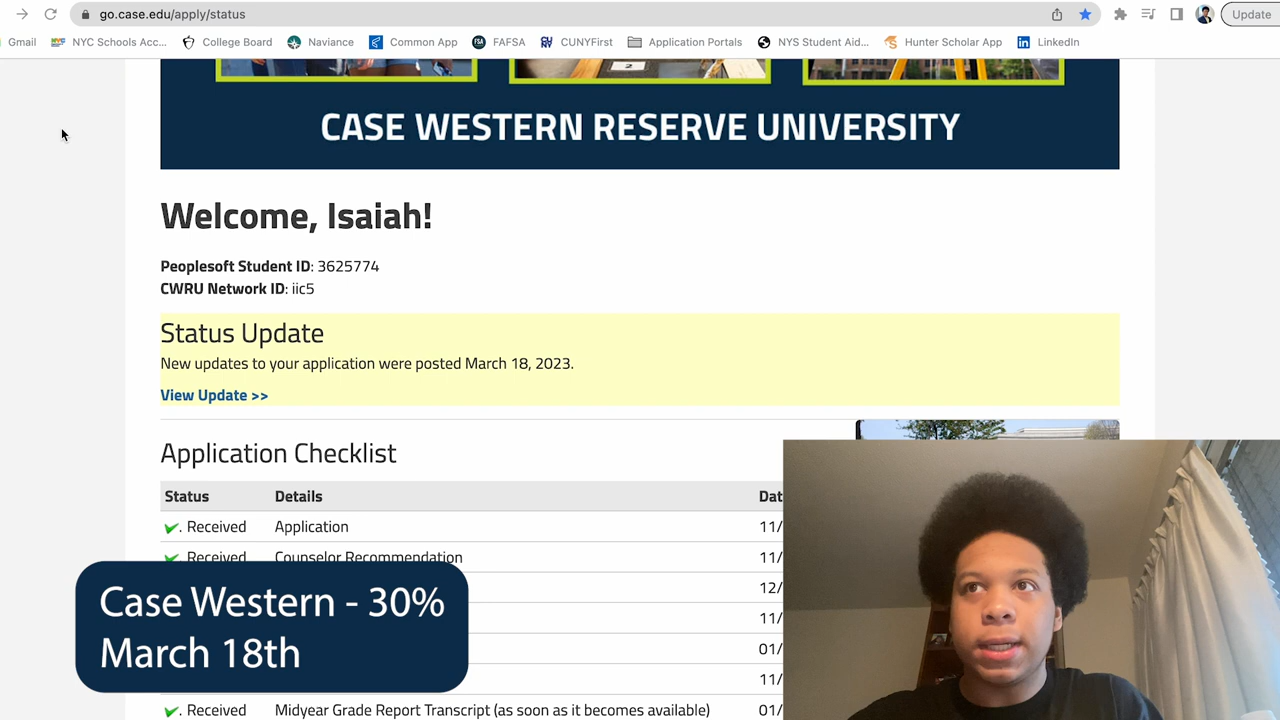 go.case.edu/apply/status
Update
Gmail
NYC Schools Acc...
College Board
Naviance
Common App
FAFSA
CUNYFirst
Application Portals
NYS Student Aid...
Hunter Scholar App
LinkedIn
2
CASE WESTERN RESERVE UNIVERSITY
Welcome, Isaiah!
Peoplesoft Student ID: 3625774
CWRU Network ID: iic5
Status Update
New updates to your application were posted March 18, 2023.
View Update >>
Application Checklist
Status Details Dat
Received Application 11/
Received Counselor Recommendation 11/
12/
11/
01/
11/
Received Midyear Grade Report Transcript (as soon as it becomes available) 01/
Case Western - 30%
March 18th